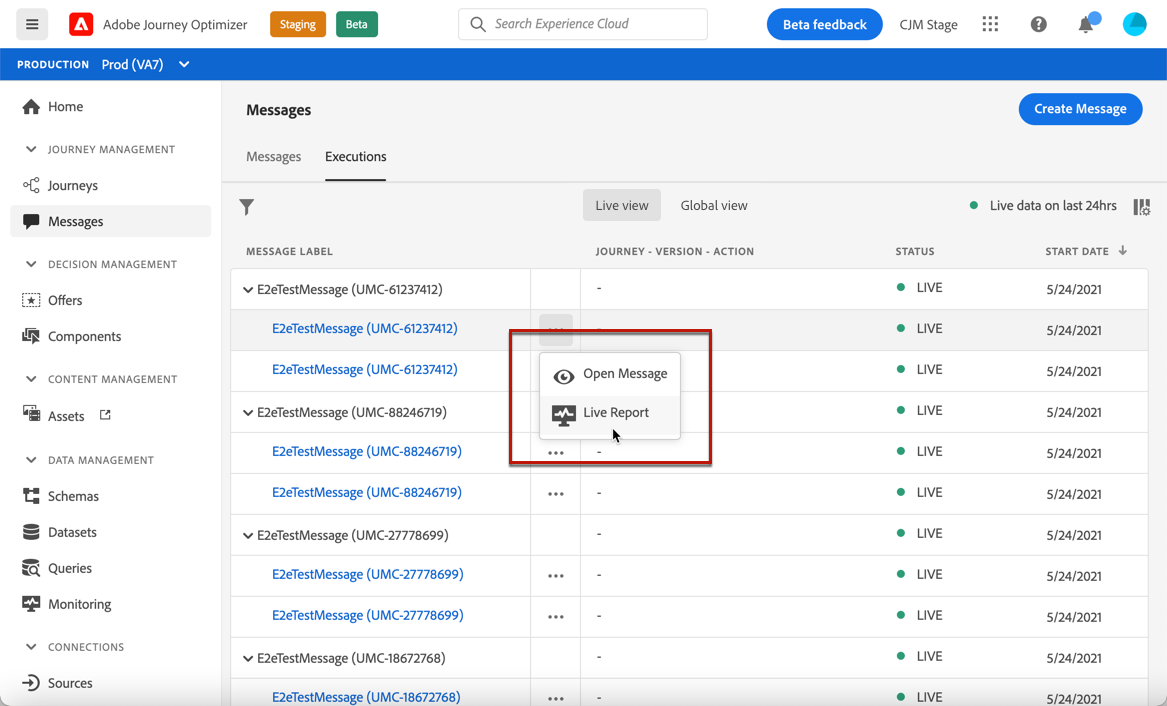 Adobe Journey Optimizer Staging Beta Search Experience Cloud Beta feedback CJM Stage
PRODUCTION Prod (VA7)
Home
JOURNEY MANAGEMENT
Journeys
Messages
DECISION MANAGEMENT
Offers
Components
CONTENT MANAGEMENT
Assets
DATA MANAGEMENT
Schemas
Datasets
Queries
Monitoring
CONNECTIONS
Sources
Messages Create Message
Messages Executions
Live view Global view Live data on last 24hrs
MESSAGE LABEL JOURNEY - VERSION - ACTION STATUS START DATE
E2eTestMessage (UMC-61237412) - LIVE 5/24/2021
E2eTestMessage (UMC-61237412) LIVE 5/24/2021
E2eTestMessage (UMC-61237412) LIVE 5/24/2021
Open Message
Live Report
E2eTestMessage (UMC-88246719) LIVE 5/24/2021
E2eTestMessage (UMC-88246719) - LIVE 5/24/2021
E2eTestMessage (UMC-88246719) - LIVE 5/24/2021
E2eTestMessage (UMC-27778699) - LIVE 5/24/2021
E2eTestMessage (UMC-27778699) - LIVE 5/24/2021
E2eTestMessage (UMC-27778699) - LIVE 5/24/2021
E2eTestMessage (UMC-18672768) - LIVE 5/24/2021
E2eTestMessage (UMC-18672768) - LIVE 5/24/2021